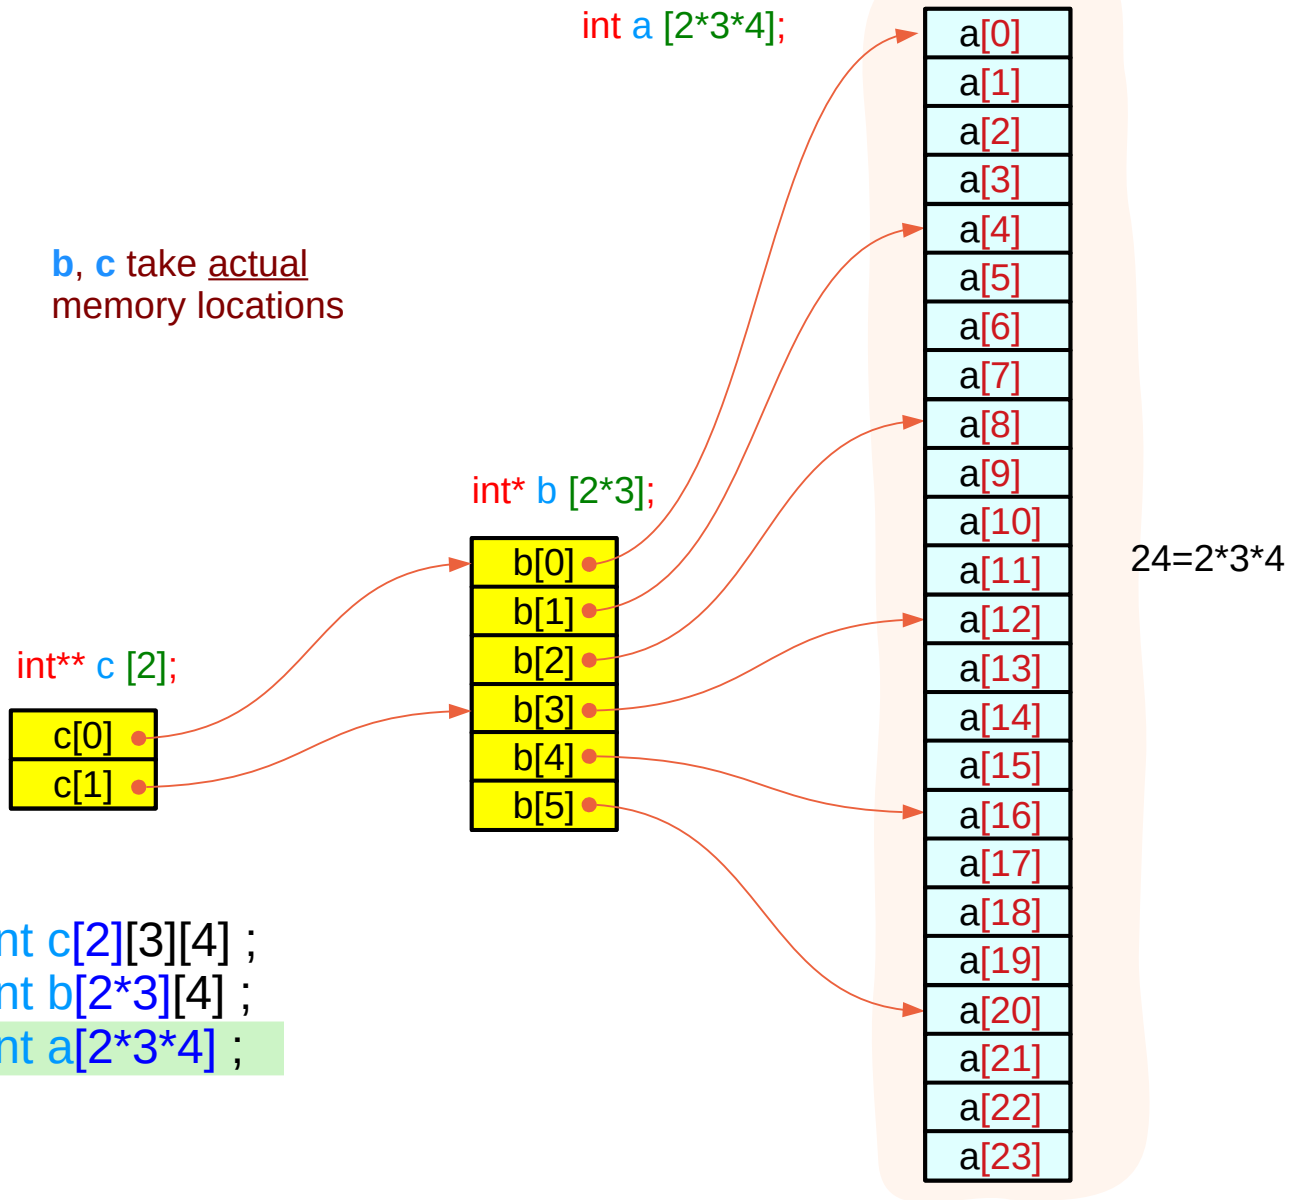 int a [2*3*4];
a[0]
a[1]
a[2]
a[3]
a[4]
a[5]
a[6]
a[7]
a[8]
a[9]
a[10]
a[11]
a[12]
a[13]
a[14]
a[15]
a[16]
a[17]
a[18]
a[19]
a[20]
a[21]
a[22]
a[23]
24=2*3*4
b, c take actual
memory locations
int* b [2*3];
b[0]
b[1]
b[2]
b[3]
b[4]
b[5]
int** c [2];
c[0]
c[1]
nt c[2][3][4] ;
nt b[2*3][4] ;
nt a[2*3*4] ;